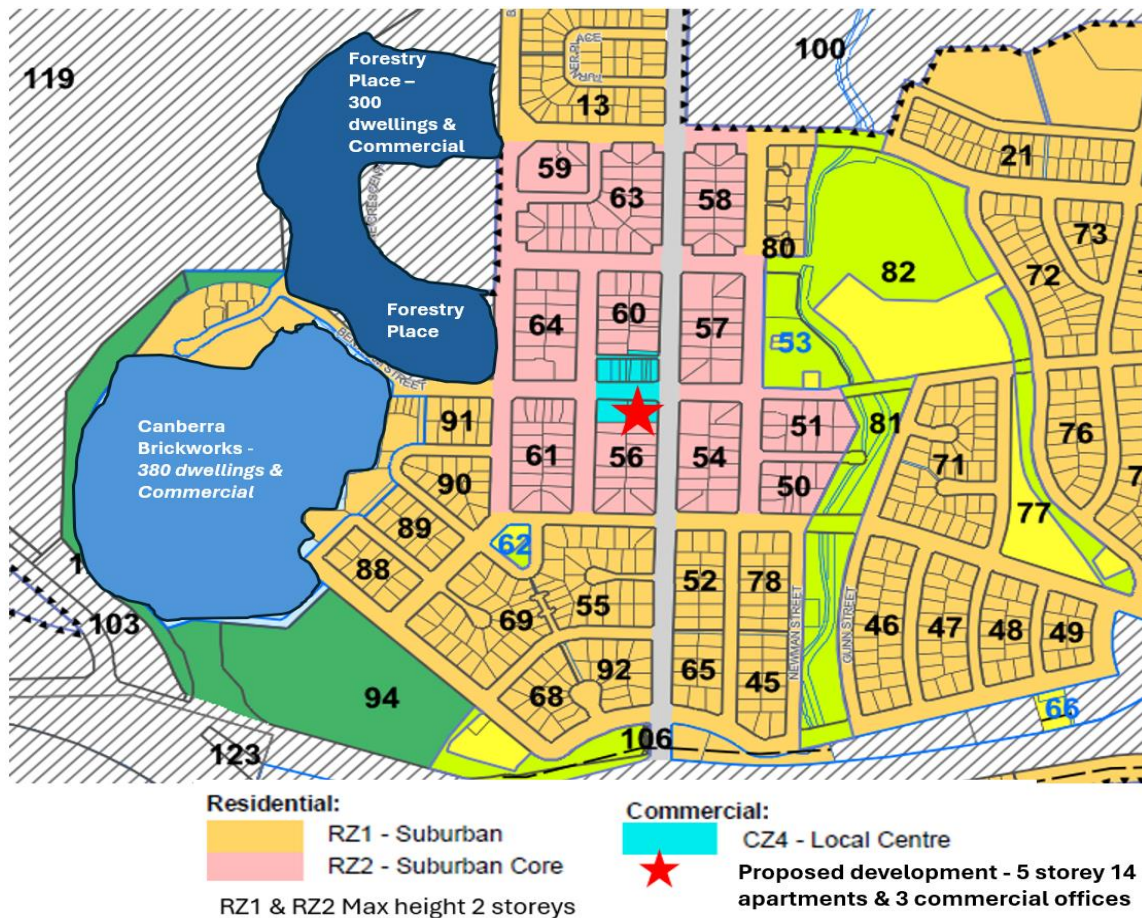 119
Forestry
Place –
300
dwellings &
Commercial
Forestry
Place
BENHAM STREET
Canberra
Brickworks -
380 dwellings &
Commercial
100
13
21
59
63
58
80
82
73
72
64
60
57
53
91
61
56
54
51
81
50
71
76
77
90
89
88
62
69
55
52
78
NEWMAN STREET
GUNN STREET
46
47
48
49
92
68
65
45
66
103
94
123
106
Residential:
RZ1 - Suburban
RZ2 - Suburban Core
RZ1 & RZ2 Max height 2 storeys
Commercial:
CZ4 - Local Centre
Proposed development - 5 storey 14
apartments & 3 commercial offices